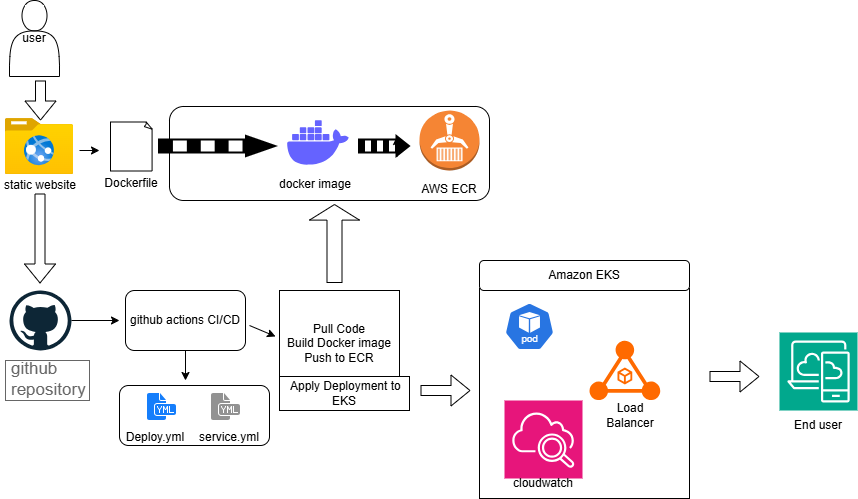 user
static website
Dockerfile
docker image
AWS ECR
github
repository
github actions CI/CD
YML
Deploy.yml
YML
service.yml
Pull Code
Build Docker image
Push to ECR
Apply Deployment to
EKS
Amazon EKS
pod
Load
Balancer
cloudwatch
End user